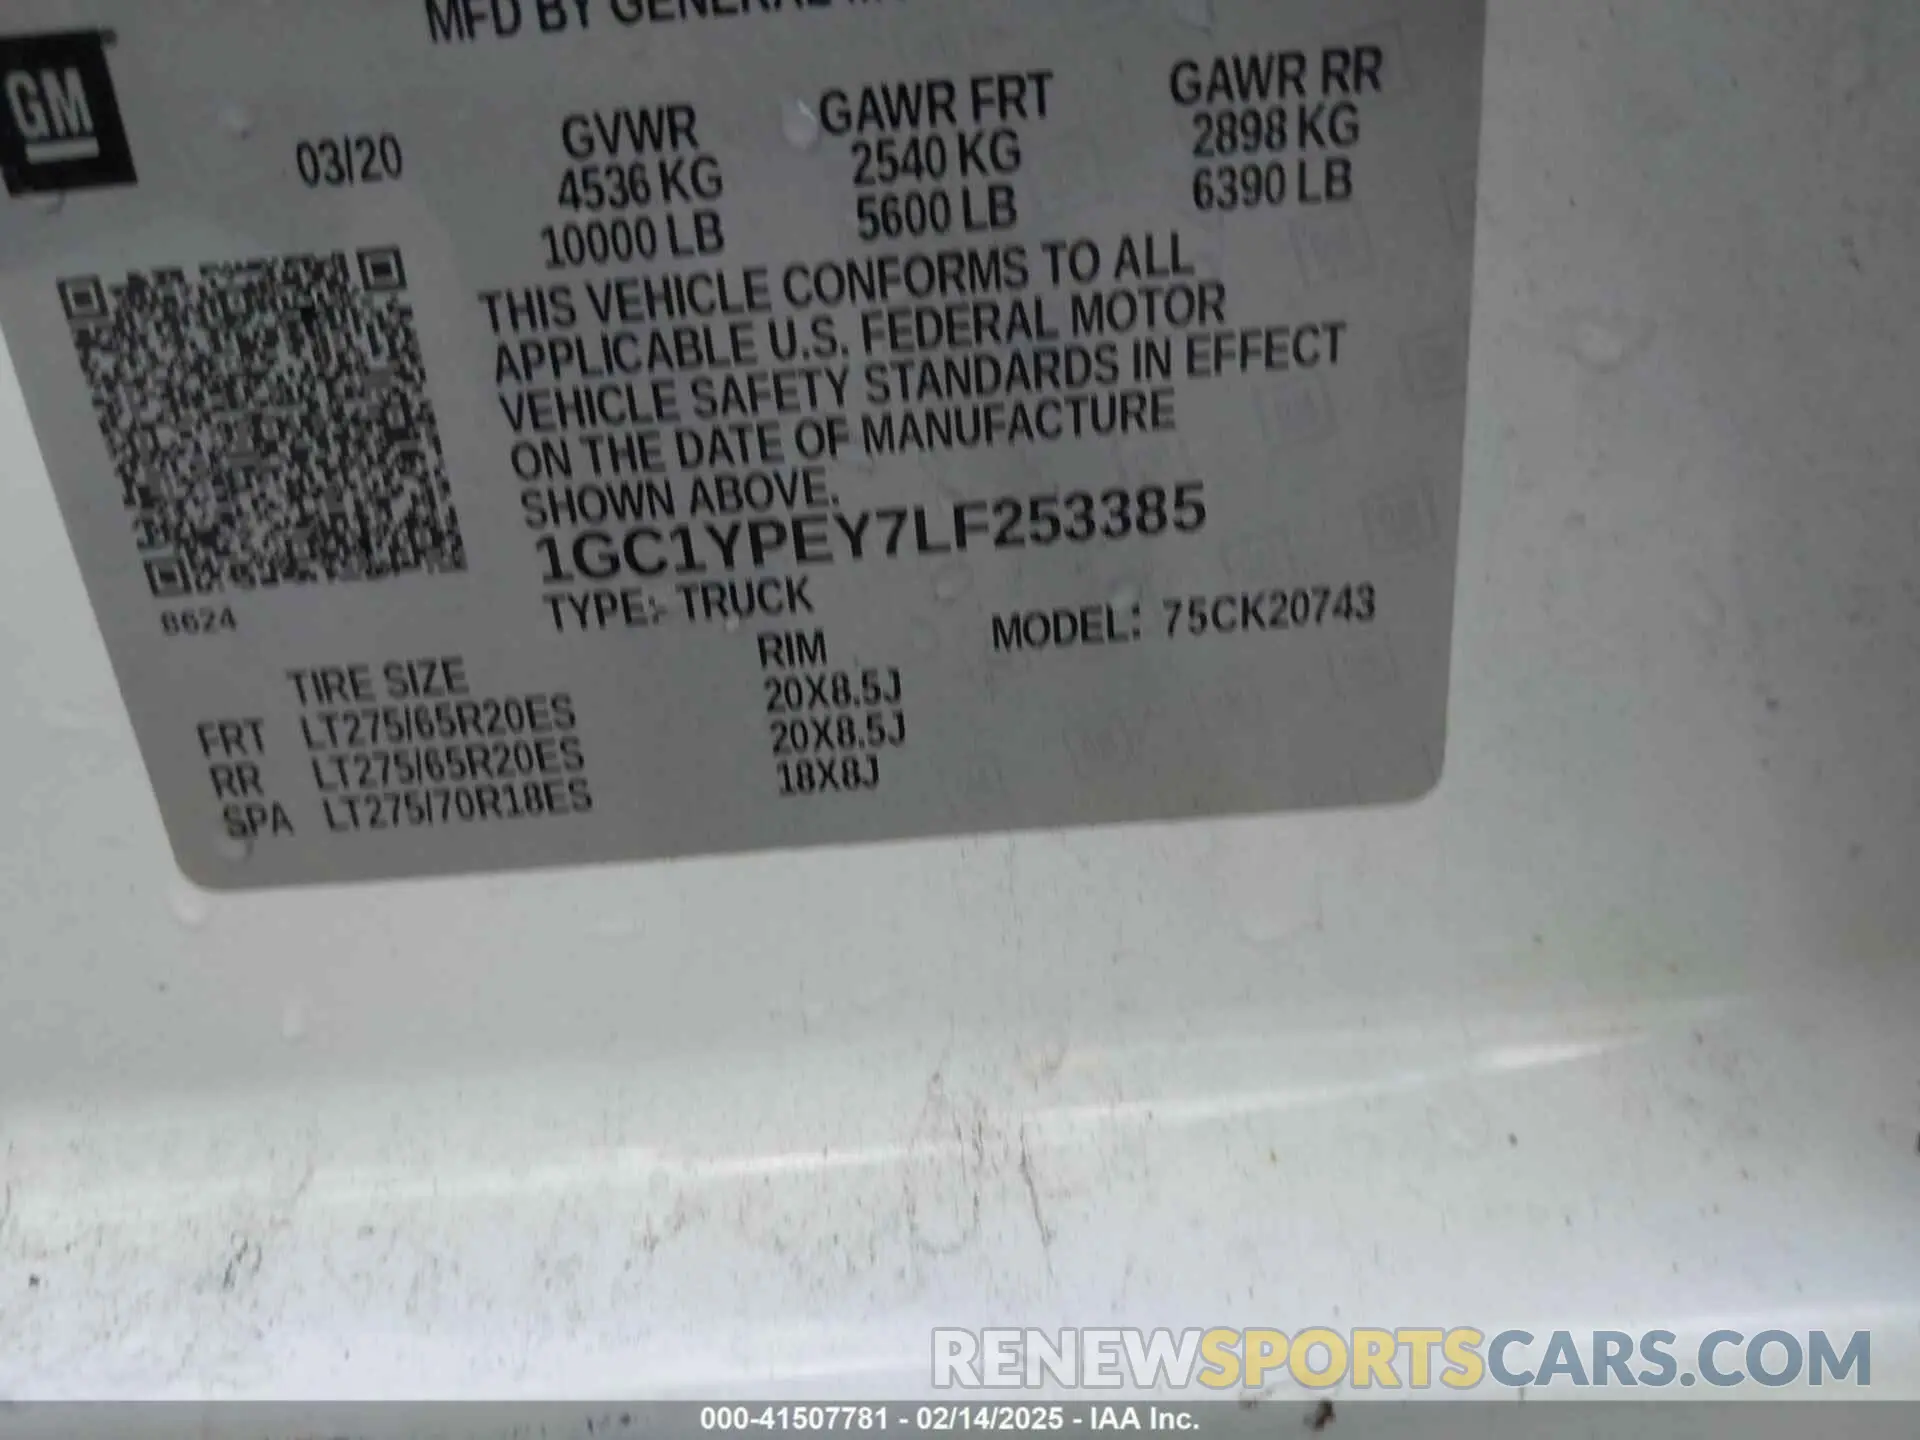 MFD BY GENERAL
GM
03/20
GVWR
4536 KG
10000 LB
GAWR FRT
2540 KG
5600 LB
GAWR RR
2898 KG
6390 LB
THIS VEHICLE CONFORMS TO ALL
APPLICABLE U.S. FEDERAL MOTOR
VEHICLE SAFETY STANDARDS IN EFFECT
ON THE DATE OF MANUFACTURE
SHOWN ABOVE.
1GC1YPEY7LF253385
8624
TYPE: TRUCK
MODEL: 75CK20743
TIRE SIZE RIM
FRT LT275/65R20ES 20X8.5J
RR LT275/65R20ES 20X8.5J
SPA LT275/70R18ES 18X8J
RENEWSPORTSCARS.COM
000-41507781 - 02/14/2025 - IAA Inc.